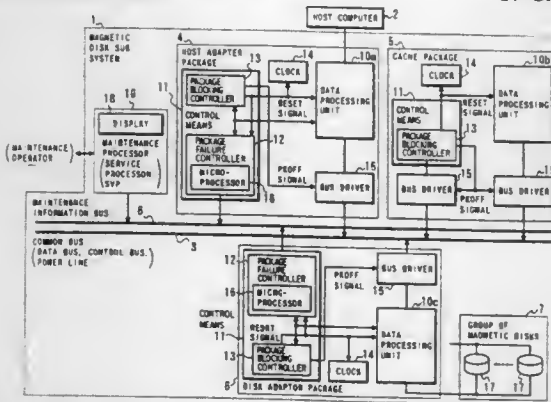 HOST COMPUTER
2
1
MAGNETIC
DISK SUB
SYSTEM
4
HOST ADAPTER
PACKAGE
13
PACKAGE
BLOCKING
CONTROLLER
11
CONTROL
MEANS
12
PACKAGE
FAILURE
CONTROLLER
MICRO-
PROCESSOR
16
14
CLOCK
RESET
SIGNAL
10a
DATA
PROCESSING
UNIT
15
BUS DRIVER
PKOFF
SIGNAL
5
CACHE PACKAGE
14
CLOCK
11
CONTROL
MEANS
13
PACKAGE
BLOCKING
CONTROLLER
RESET
SIGNAL
10b
DATA
PROCESSING
UNIT
15
BUS DRIVER
PKOFF
SIGNAL
BUS DRIVER
18
19
DISPLAY
MAINTENANCE
PROCESSOR
(SERVICE
PROCESSOR
SVP)
(MAINTENANCE
OPERATOR)
MAINTENANCE
INFORMATION BUS
8
3
COMMON BUS
(DATA BUS, CONTROL BUS,
POWER LINE)
12
PACKAGE
FAILURE
CONTROLLER
16
MICRO-
PROCESSOR
CONTROL
MEANS
11
RESET
SIGNAL
13
PACKAGE
BLOCKING
CONTROLLER
6
DISK ADAPTOR PACKAGE
14
CLOCK
PKOFF
SIGNAL
BUS DRIVER
15
10c
DATA
PROCESSING
UNIT
7
GROUP OF
MAGNETIC DISKS
17
17